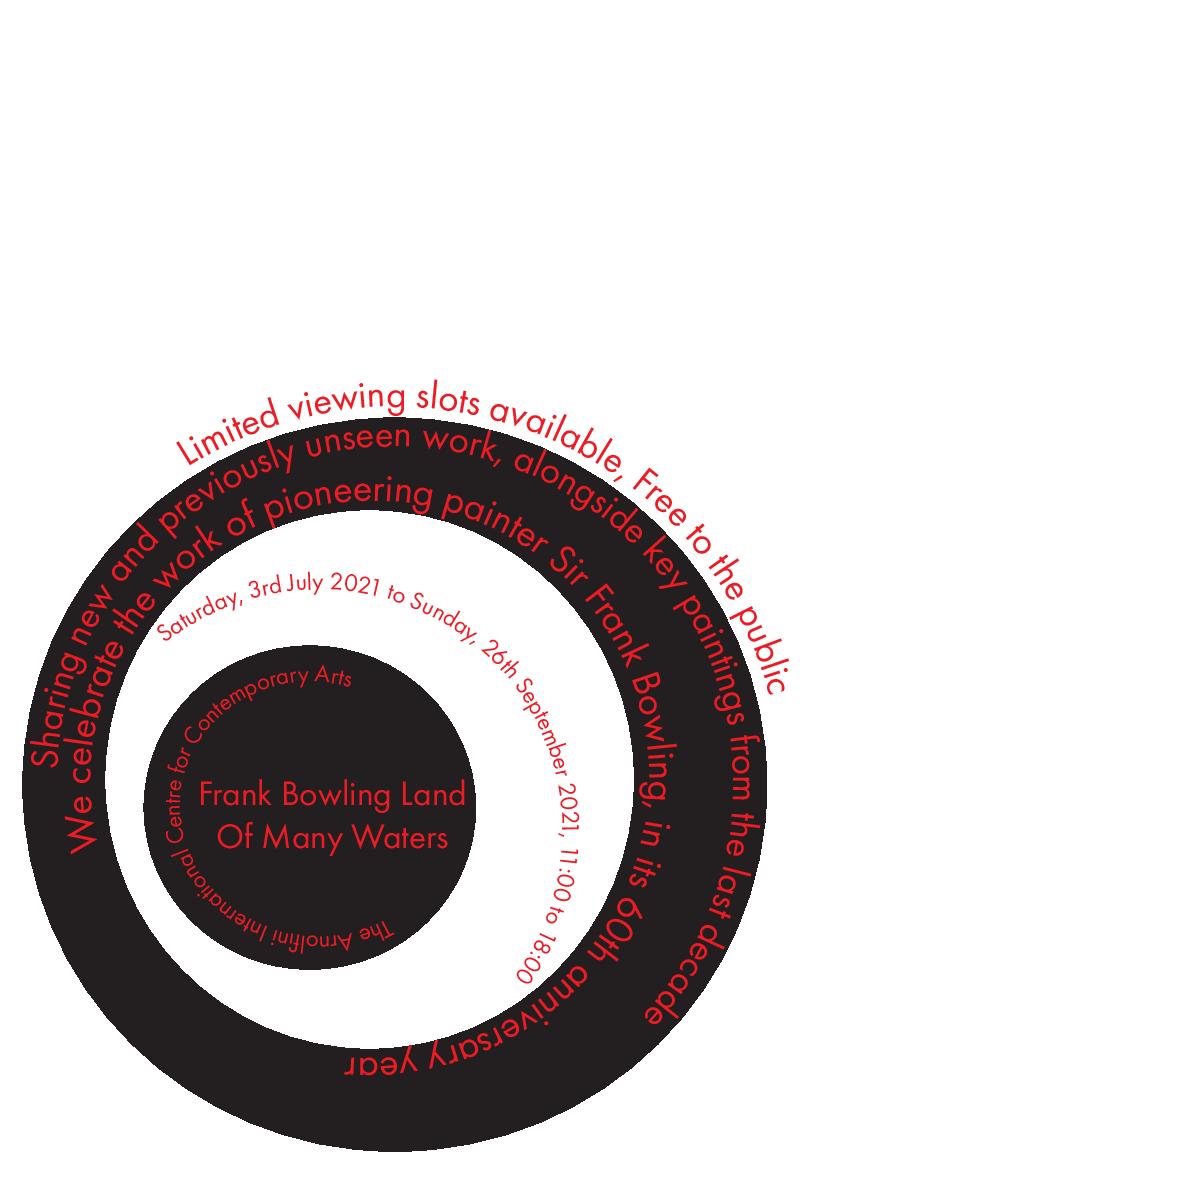 Limited viewing slots available, Free to the public
Sharing new and previously unseen work, alongside key paintings from the last decade
We celebrate the work of pioneering painter Sir Frank Bowling, in its 60th anniversary year
Saturday, 3rd July 2021 to Sunday, 26th September 2021, 11:00 to 18:00
The Arnolfini International Centre for Contemporary Arts
Frank Bowling Land
Of Many Waters